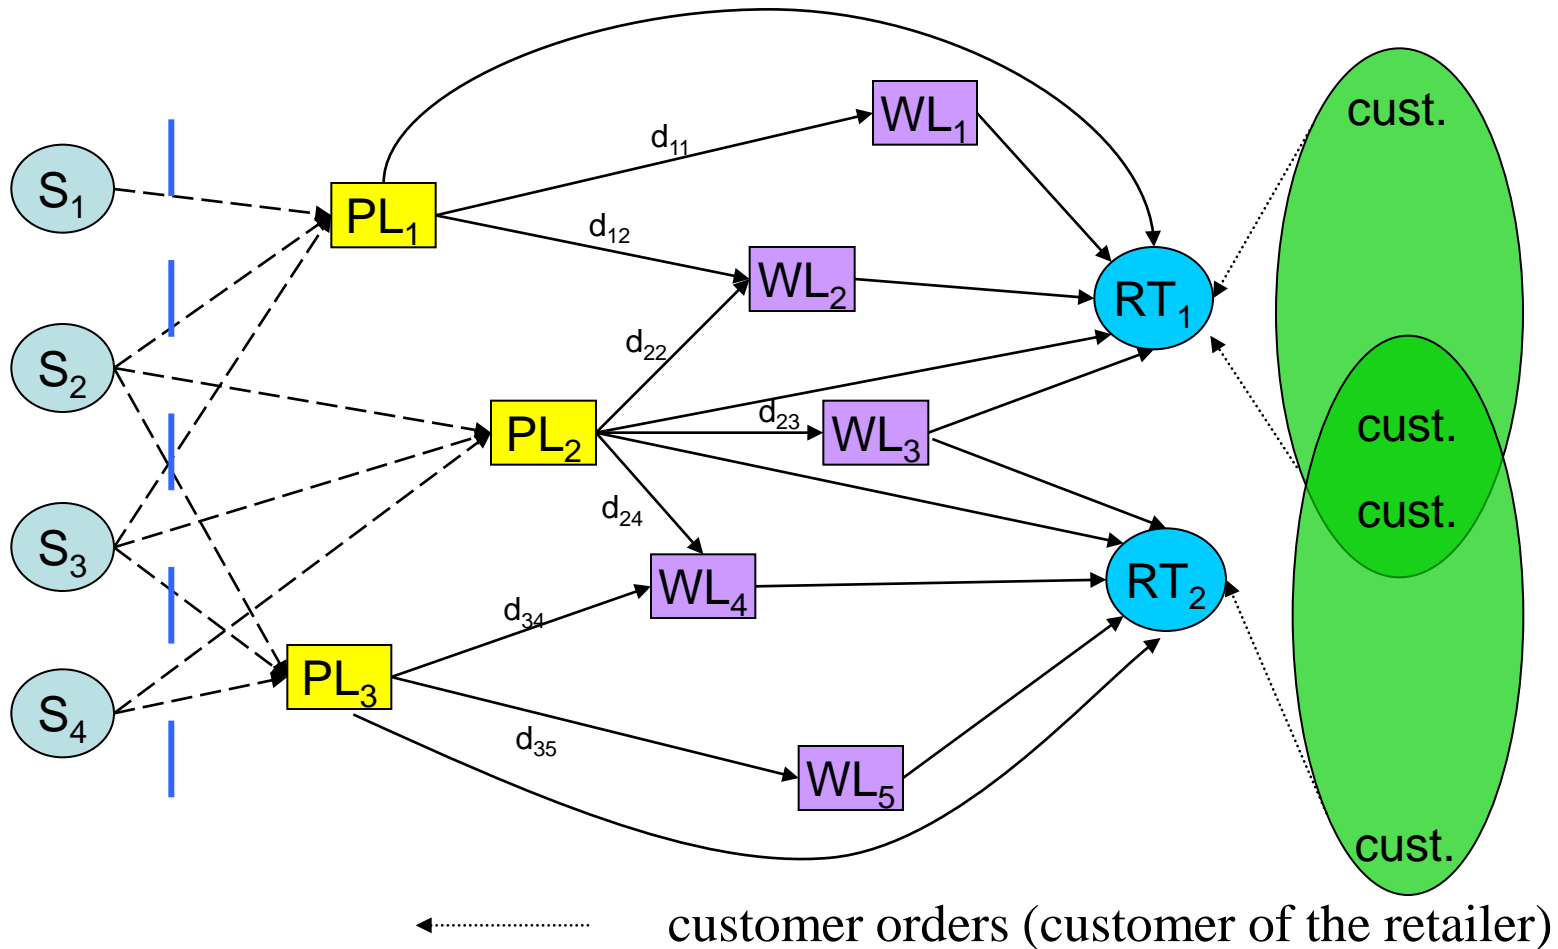 cust.
WL₁
d₁₁
S₁
PL₁
d₁₂
WL₂
RT₁
d₂₂
S₂
d₂₃
cust.
PL₂
WL₃
d₂₄
cust.
S₃
WL₄
RT₂
d₃₄
PL₃
S₄
d₃₅
WL₅
cust.
customer orders (customer of the retailer)